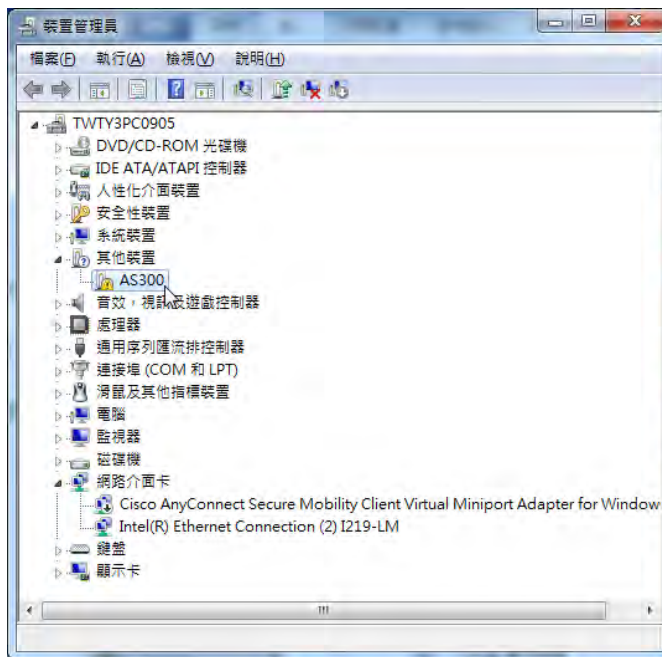 裝置管理員
檔案(F) 執行(A) 檢視(V) 說明(H)
TWTY3PC0905
DVD/CD-ROM 光碟機
IDE ATA/ATAPI 控制器
人性化介面裝置
安全性裝置
系統裝置
其他裝置
AS300
音效，視訊及遊戲控制器
處理器
通用序列匯流排控制器
連接埠 (COM 和 LPT)
滑鼠及其他指標裝置
電腦
監視器
磁碟機
網路介面卡
Cisco AnyConnect Secure Mobility Client Virtual Miniport Adapter for Window
Intel(R) Ethernet Connection (2) I219-LM
鍵盤
顯示卡